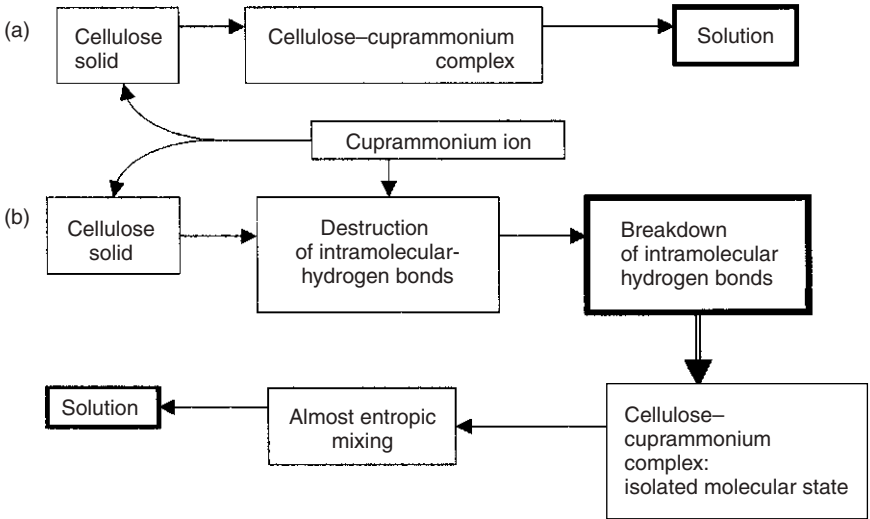 (a)
Cellulose
solid
Cellulose–cuprammonium
complex
Solution
Cuprammonium ion
(b)
Cellulose
solid
Destruction
of intramolecular-
hydrogen bonds
Breakdown
of intramolecular
hydrogen bonds
Solution
Almost entropic
mixing
Cellulose–
cuprammonium
complex:
isolated molecular state